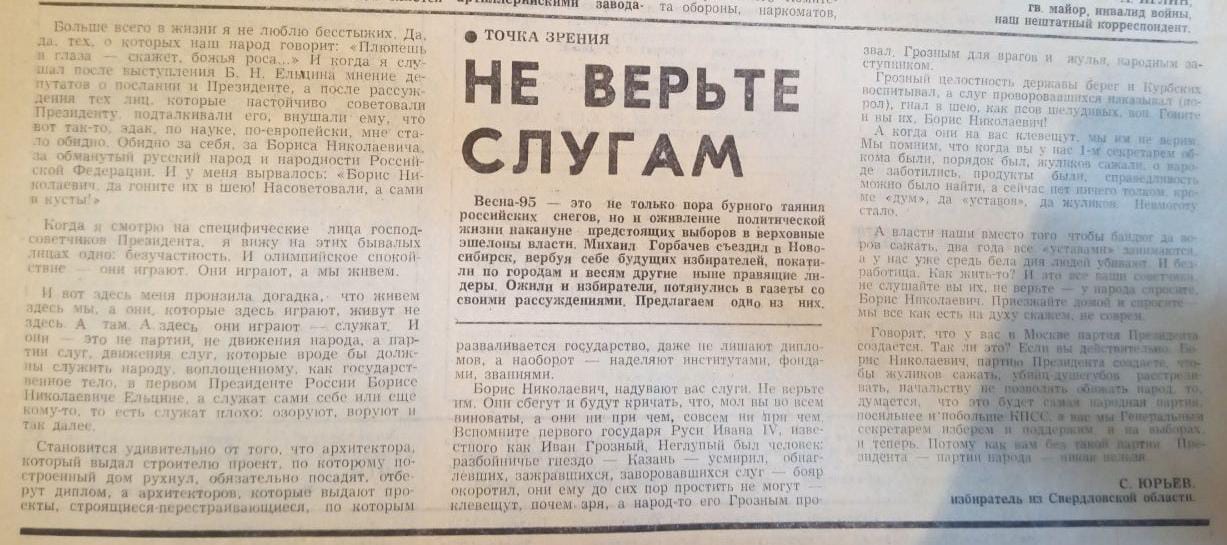 артиллерийскими завода-
та обороны, наркоматов,
гв. майор, инвалид войны,
наш нештатный корреспондент.
Больше всего в жизни я не люблю бесстыжих. Да,
да, тех, о которых наш народ говорит: «Плюнешь
в глаза — скажет, божья роса...» И когда я слу-
шал после выступления Б. Н. Ельцина мнение де-
путатов о послании и Президенте, а после рассуж-
дения тех лиц, которые настойчиво советовали
Президенту, подталкивали его, внушали ему, что
вот так-то, эдак, по науке, по-европейски, мне ста-
ло обидно. Обидно за себя, за Бориса Николаевича,
за обманутый русский народ и народности Россий-
ской Федерации. И у меня вырвалось: «Борис Ни-
колаевич, да гоните их в шею! Насоветовали, а сами
в кусты!»
Когда я смотрю на специфические лица господ-
советчиков Президента, я вижу на этих бывалых
лицах одно: безучастность. И олимпийское спокой-
ствие — они играют. Они играют, а мы живем.
И вот здесь меня пронзила догадка, что живем
здесь мы, а они, которые здесь играют, живут не
здесь. А там. А здесь они играют — служат. И
они — это не партии, не движения народа, а пар-
тии слуг, движения слуг, которые вроде бы долж-
ны служить народу, воплощенному, как государст-
венное тело, в первом Президенте России Борисе
Николаевиче Ельцине, а служат сами себе или еще
кому-то, то есть служат плохо: озоруют, воруют и
так далее.
Становится удивительно от того, что архитектора,
который выдал строителю проект, по которому по-
строенный дом рухнул, обязательно посадят, отбе-
рут диплом, а архитекторов, которые выдают про-
екты, строящиеся-перестраивающиеся, по которым
● ТОЧКА ЗРЕНИЯ
НЕ ВЕРЬТЕ
СЛУГАМ
Весна-95 — это не только пора бурного таяния
российских снегов, но и оживление политической
жизни накануне предстоящих выборов в верховные
эшелоны власти. Михаил Горбачев съездил в Ново-
сибирск, вербуя себе будущих избирателей, покати-
ли по городам и весям другие ныне правящие ли-
деры. Ожили и избиратели, потянулись в газеты со
своими рассуждениями. Предлагаем одно из них.
разваливается государство, даже не лишают дипло-
мов, а наоборот — наделяют институтами, фонда-
ми, званиями.
Борис Николаевич, надувают вас слуги. Не верьте
им. Они сбегут и будут кричать, что, мол вы во всем
виноваты, а они ни при чем, совсем ни при чем.
Вспомните первого государя Руси Ивана IV, изве-
стного как Иван Грозный. Неглупый был человек:
разбойничье гнездо — Казань — усмирил, обнаг-
левших, зажравшихся, заворовавшихся слуг — бояр
окоротил, они ему до сих пор простить не могут —
клевещут, почем зря, а народ-то его Грозным про-
звал. Грозным для врагов и жулья, народным за-
ступником.
Грозный целостность державы берег и Курбских
воспитывал, а слуг проворовавшихся наказывал (по-
рол), гнал в шею, как псов шелудивых, вон. Гоните
и вы их, Борис Николаевич!
А когда они на вас клевещут, мы им не верим.
Мы помним, что когда вы у нас 1-м секретарем об-
кома были, порядок был, жуликов сажали, о наро-
де заботились, продукты были, справедливость
можно было найти, а сейчас нет ничего толком, кро-
ме «дум», да «уставов», да жуликов. Невмоготу
стало.
А власти наши вместо того чтобы бандюг да во-
ров сажать, два года все «уставами» занимаются,
а у нас уже средь бела дня людей убивают. И без-
работица. Как жить-то? И это все ваши советчики,
не слушайте вы их, не верьте — у народа спросите,
Борис Николаевич. Приезжайте домой и спросите —
мы все как есть на духу скажем, не соврем.
Говорят, что у вас в Москве партия Президента
создается. Так ли это? Если вы действительно, Бо-
рис Николаевич, партию Президента создаете, что-
бы жуликов сажать, убийц-душегубов расстрели-
вать, начальству не позволять обижать народ, то,
думается, что это будет самая народная партия,
посильнее и побольше КПСС, а вас мы Генеральным
секретарем изберем и поддержим и на выборах,
и теперь. Потому как вам без такой партии Пре-
зидента — партии народа — никак нельзя.
С. ЮРЬЕВ,
избиратель из Свердловской области.